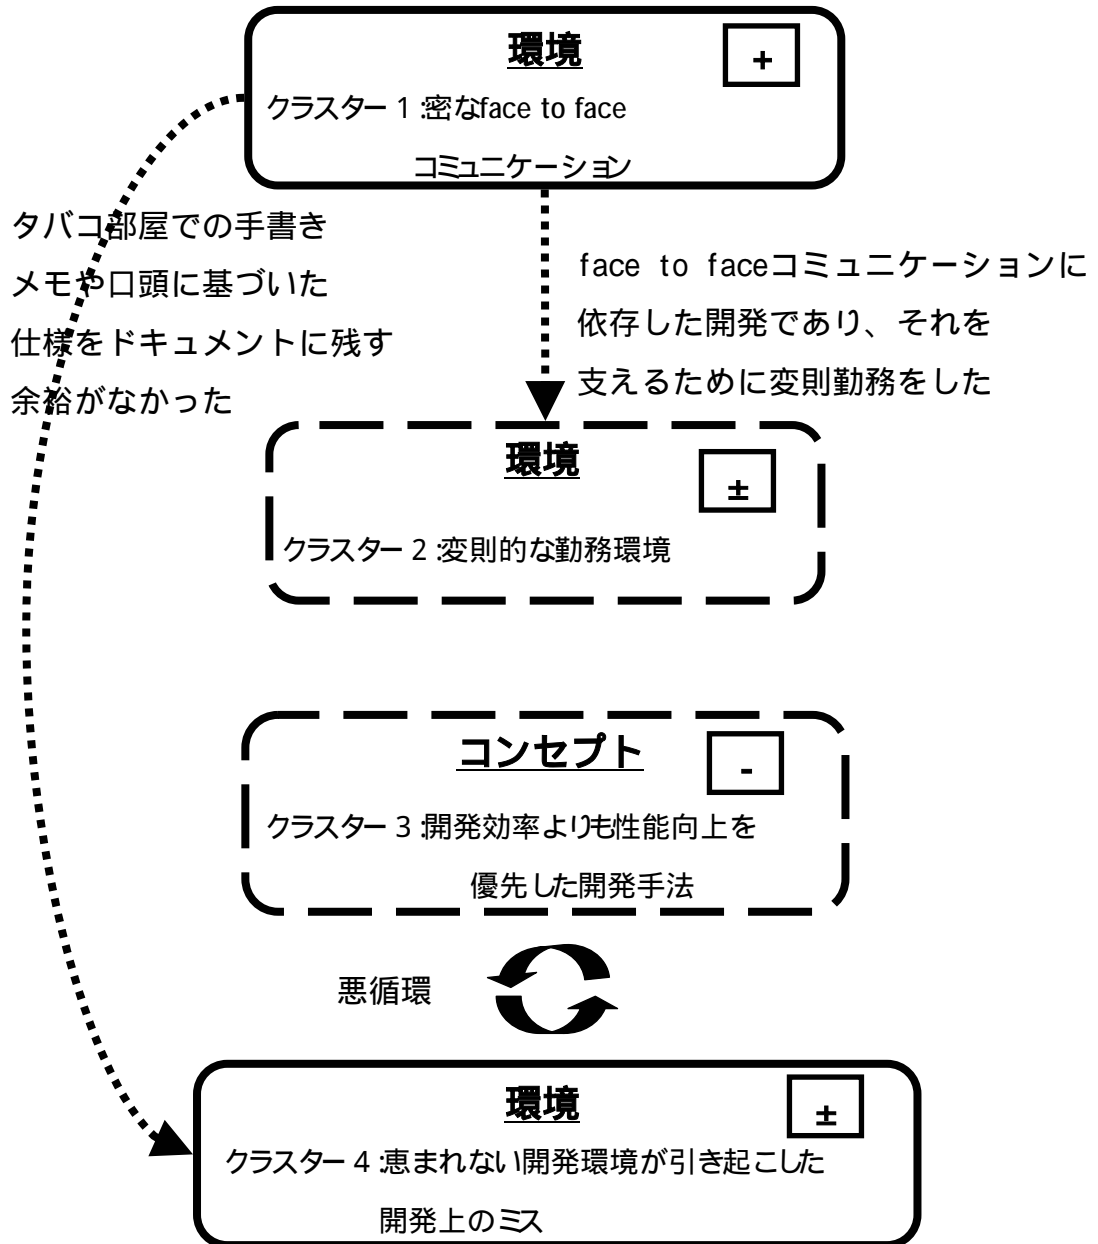 環境
+
クラスター 1 :密なface to face
コミュニケーション
タバコ部屋での手書き
メモや口頭に基づいた
仕様をドキュメントに残す
余裕がなかった
face to faceコミュニケーションに
依存した開発であり、それを
支えるために変則勤務をした
環境
±
クラスター 2 :変則的な勤務環境
コンセプト
-
クラスター 3 :開発効率よりも性能向上を
優先した開発手法
悪循環
環境
±
クラスター 4 :恵まれない開発環境が引き起こした
開発上のミス